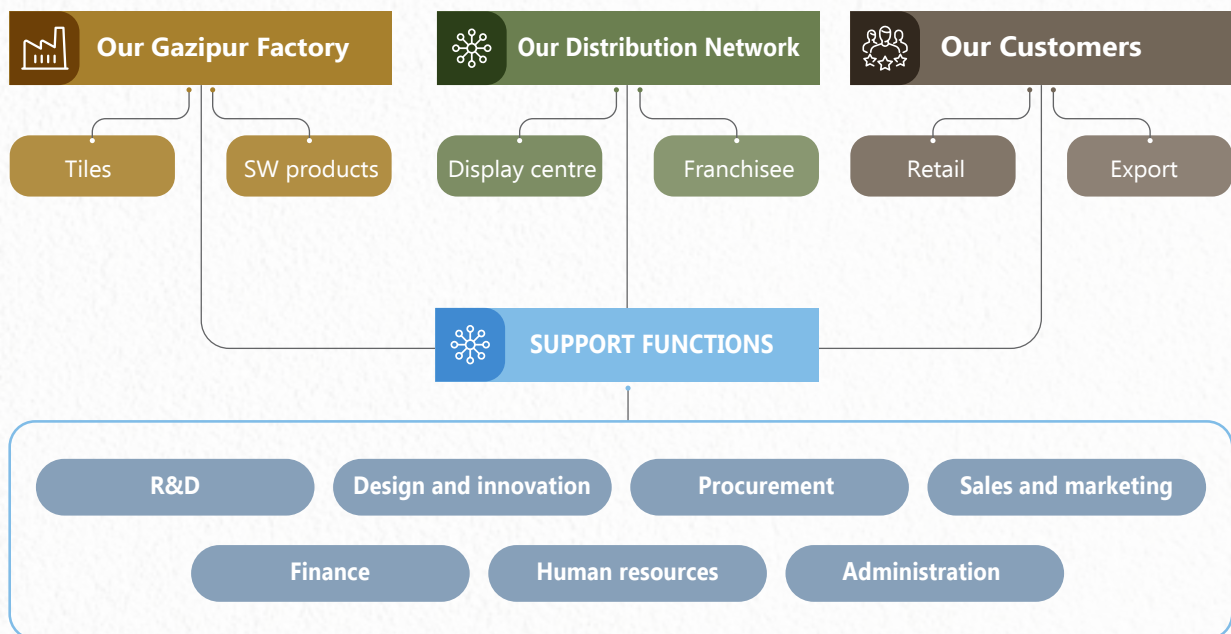 Our Gazipur Factory
Our Distribution Network
Our Customers
Tiles
SW products
Display centre
Franchisee
Retail
Export
SUPPORT FUNCTIONS
R&D
Design and innovation
Procurement
Sales and marketing
Finance
Human resources
Administration